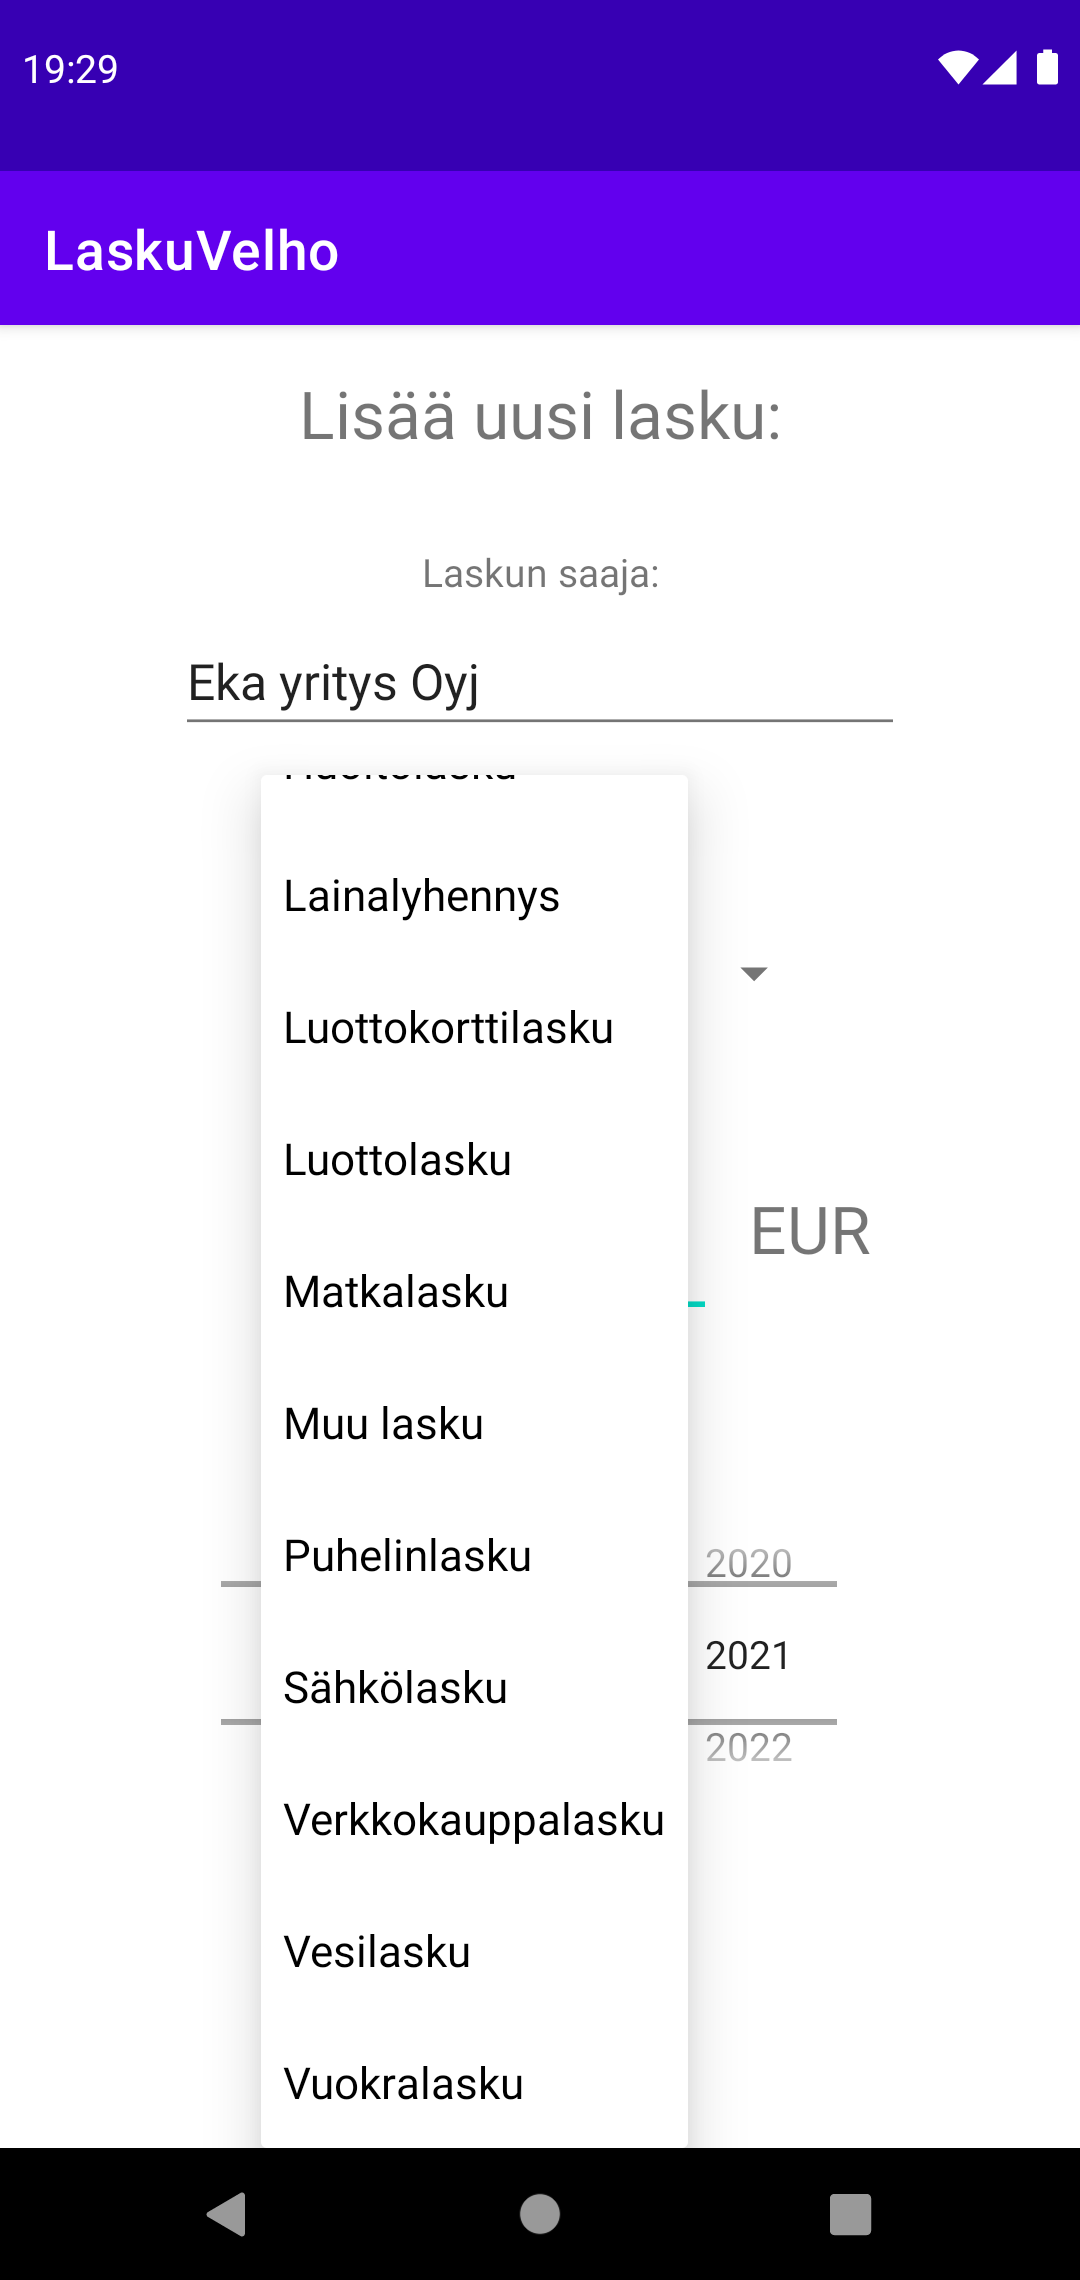 19:29
LaskuVelho
Lisää uusi lasku:
Laskun saaja:
Eka yritys Oyj
Lainalyhennys
Luottokorttilasku
Luottolasku
EUR
Matkalasku
Muu lasku
Puhelinlasku
2020
2021
Sähkölasku
2022
Verkkokauppalasku
Vesilasku
Vuokralasku